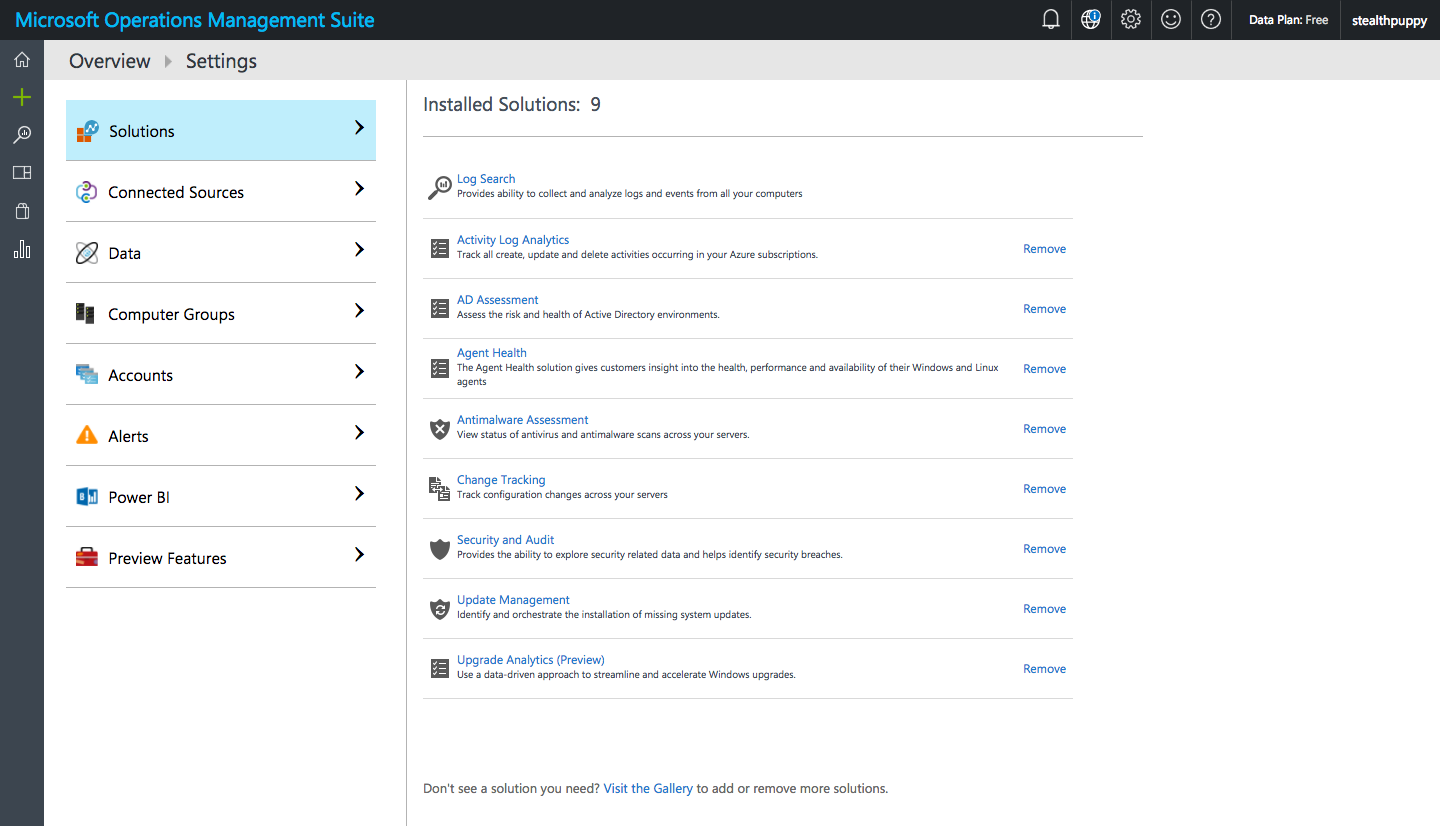 Microsoft Operations Management Suite
Data Plan: Free
stealthpuppy
Overview
Settings
Solutions
Connected Sources
Data
Computer Groups
Accounts
Alerts
Power BI
Preview Features
Installed Solutions: 9
Log Search
Provides ability to collect and analyze logs and events from all your computers
Activity Log Analytics
Track all create, update and delete activities occurring in your Azure subscriptions.
Remove
AD Assessment
Assess the risk and health of Active Directory environments.
Remove
Agent Health
The Agent Health solution gives customers insight into the health, performance and availability of their Windows and Linux
agents
Remove
Antimalware Assessment
View status of antivirus and antimalware scans across your servers.
Remove
Change Tracking
Track configuration changes across your servers
Remove
Security and Audit
Provides the ability to explore security related data and helps identify security breaches.
Remove
Update Management
Identify and orchestrate the installation of missing system updates.
Remove
Upgrade Analytics (Preview)
Use a data-driven approach to streamline and accelerate Windows upgrades.
Remove
Don't see a solution you need? Visit the Gallery to add or remove more solutions.